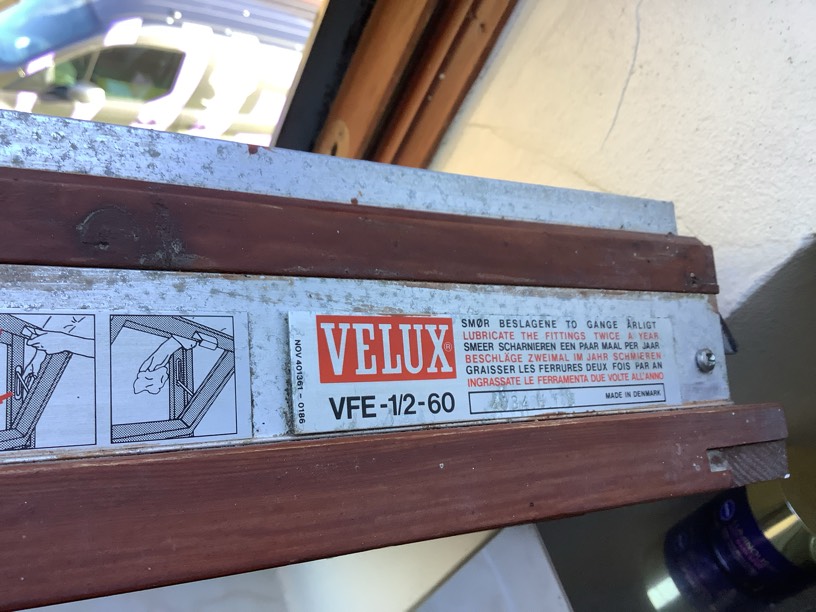 VELUX®
VFE-1/2-60
NOV 401361 - 0186
SMØR BESLAGENE TO GANGE ÅRLIGT
LUBRICATE THE FITTINGS TWICE A YEAR
SMEER SCHARNIEREN EEN PAAR MAAL PER JAAR
BESCHLÄGE ZWEIMAL IM JAHR SCHMIEREN
GRAISSER LES FERRURES DEUX FOIS PAR AN
INGRASSATE LE FERRAMENTA DUE VOLTE ALL'ANNO
MADE IN DENMARK